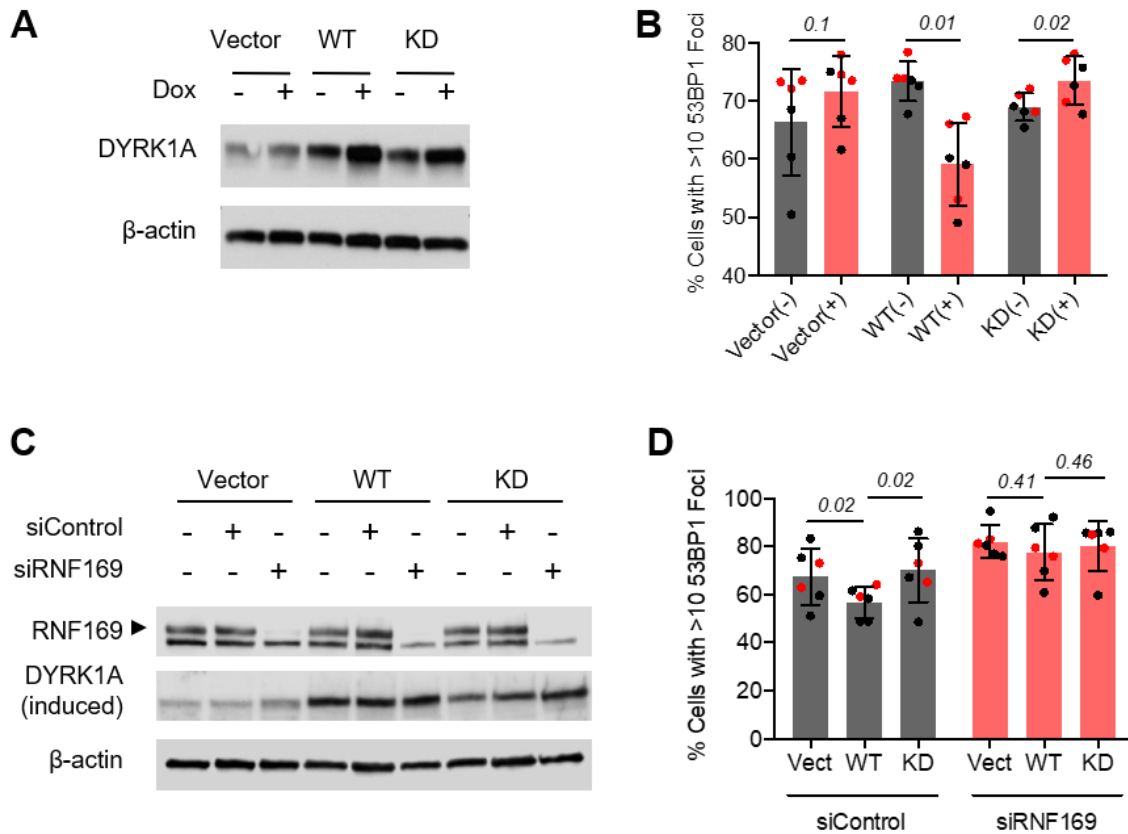 A
Vector WT KD
Dox - + - + - +
DYRK1A
β-actin
B
% Cells with >10 53BP1 Foci
80
70
60
50
40
0.1 0.01 0.02
Vector(-) Vector(+) WT(-) WT(+) KD(-) KD(+)
C
Vector WT KD
siControl - + - - + - - + -
siRNF169 - - + - - + - - +
RNF169
DYRK1A
(induced)
β-actin
D
% Cells with >10 53BP1 Foci
100
80
60
40
20
0
0.02 0.02 0.41 0.46
Vect WT KD Vect WT KD
siControl siRNF169